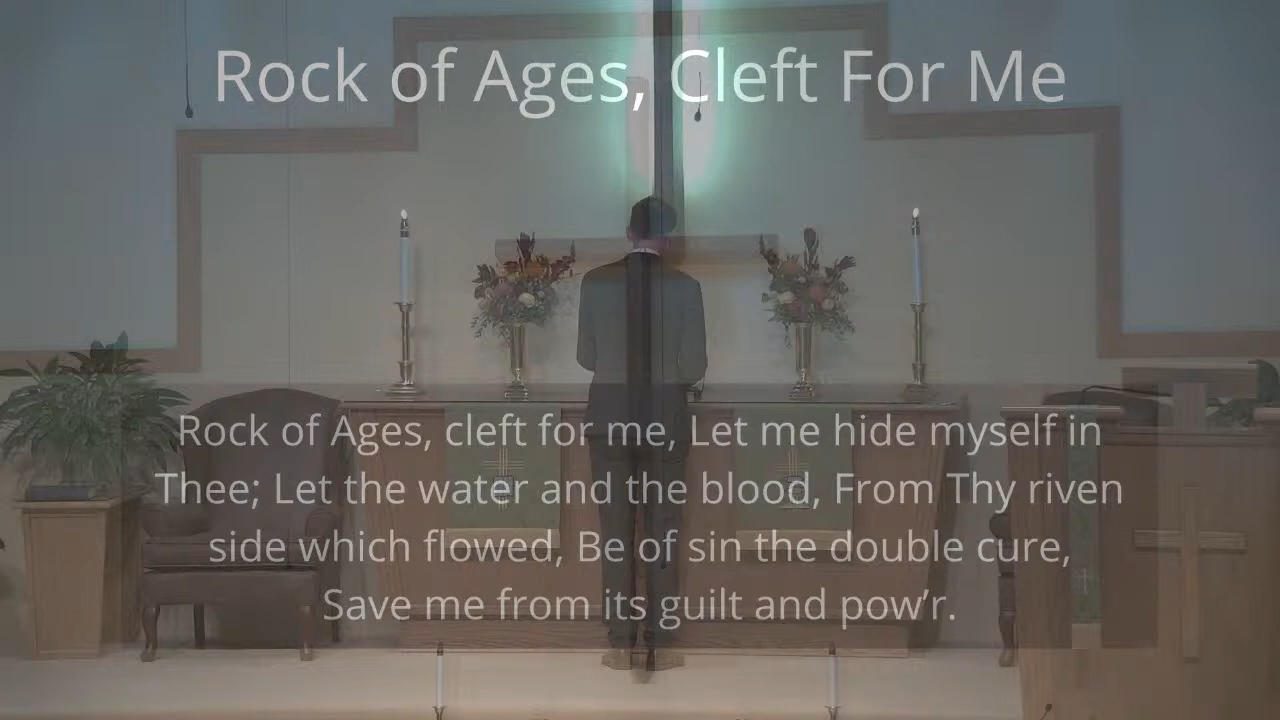 Rock of Ages, Cleft For Me
Rock of Ages, cleft for me, Let me hide myself in
Thee; Let the water and the blood, From Thy riven
side which flowed, Be of sin the double cure,
Save me from its guilt and pow’r.